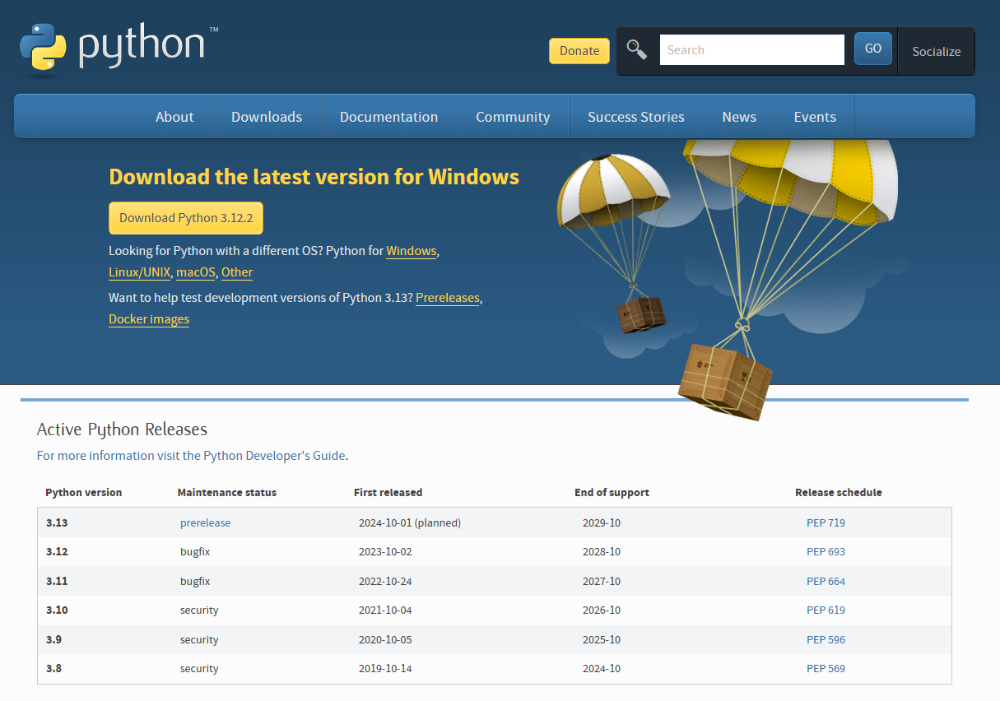 python™
Donate
Search
GO
Socialize
About Downloads Documentation Community Success Stories News Events
Download the latest version for Windows
Download Python 3.12.2
Looking for Python with a different OS? Python for Windows,
Linux/UNIX, macOS, Other
Want to help test development versions of Python 3.13? Prereleases,
Docker images
Active Python Releases
For more information visit the Python Developer's Guide.
Python version Maintenance status First released End of support Release schedule
3.13 prerelease 2024-10-01 (planned) 2029-10 PEP 719
3.12 bugfix 2023-10-02 2028-10 PEP 693
3.11 bugfix 2022-10-24 2027-10 PEP 664
3.10 security 2021-10-04 2026-10 PEP 619
3.9 security 2020-10-05 2025-10 PEP 596
3.8 security 2019-10-14 2024-10 PEP 569